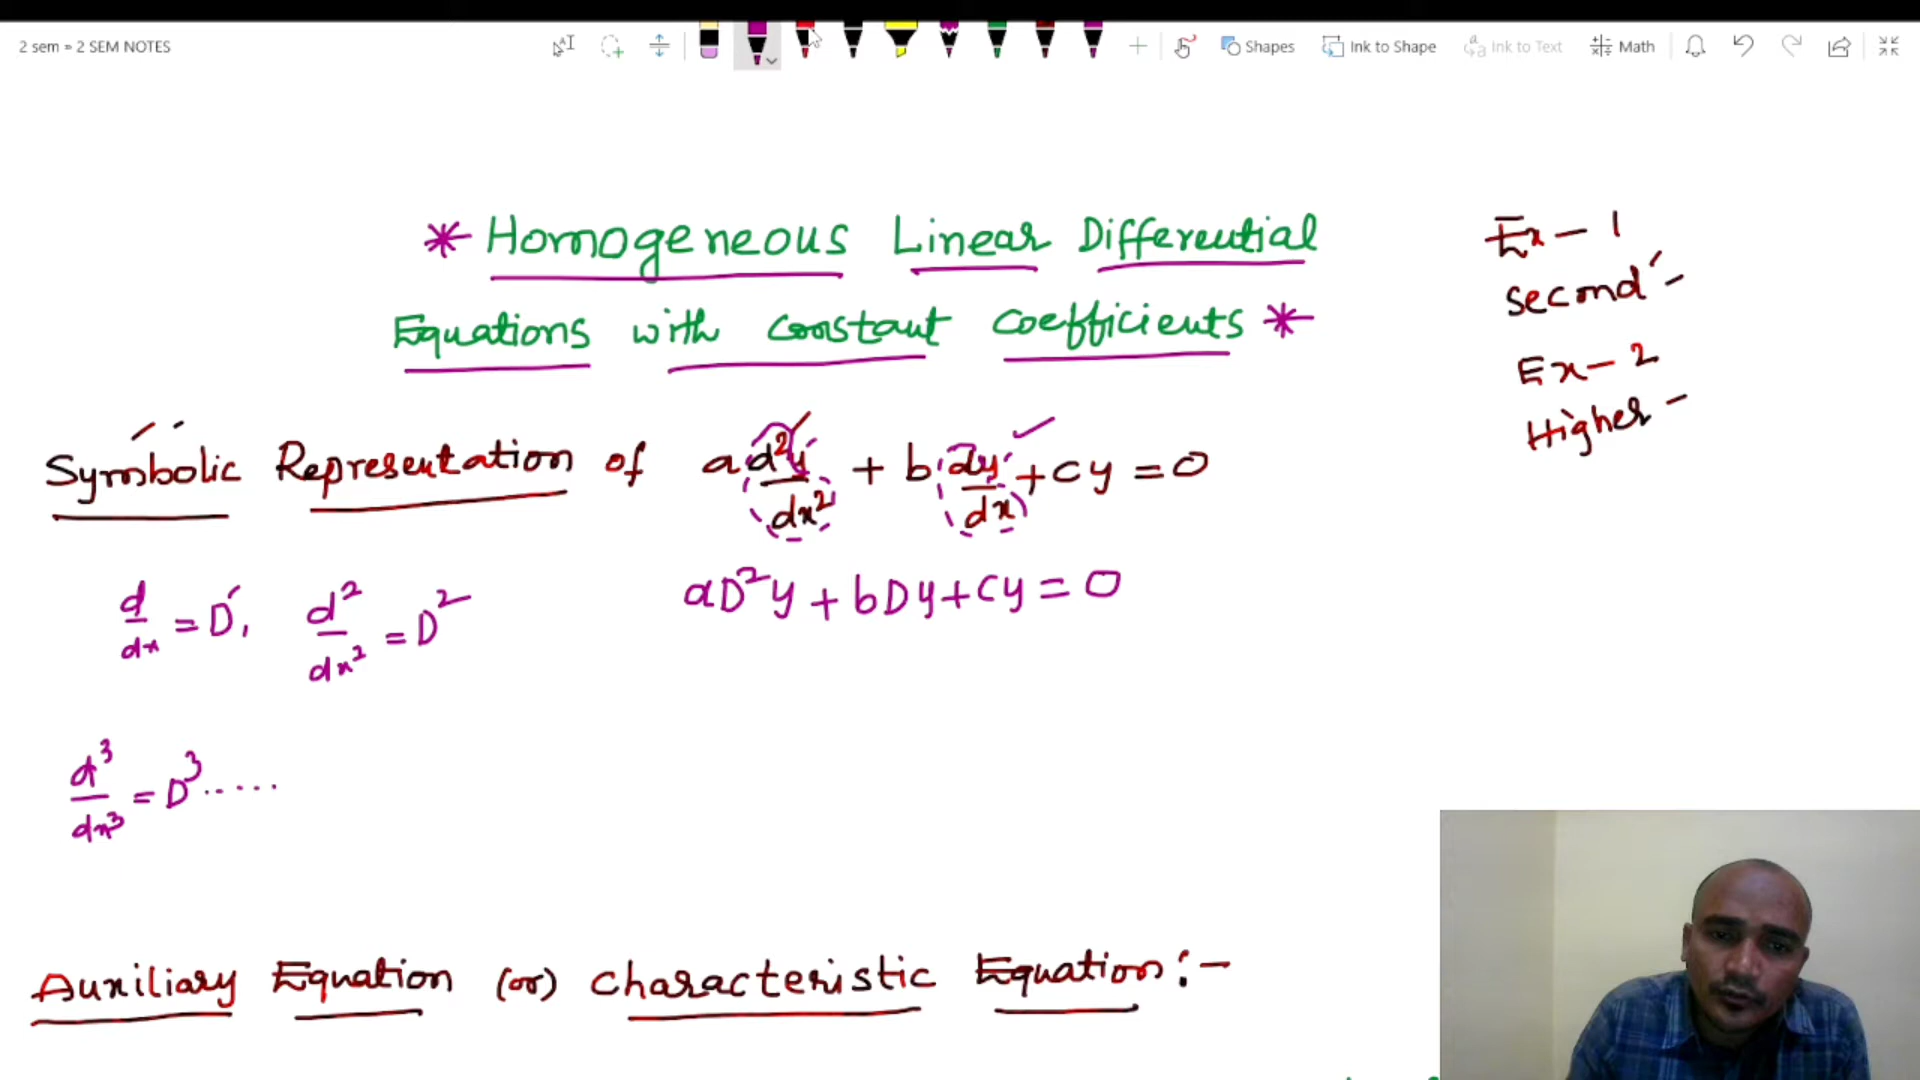 2 sem = 2 SEM NOTES
Shapes Ink to Shape Ink to Text Math
* Homogeneous Linear Differential
Equations with constant coefficients *
Ex - 1
Second -
Ex - 2
Higher -
Symbolic Representation of a d²y/dx² + b dy/dx + cy = 0
d/dx = D, d²/dx² = D² aD²y + bDy + Cy = 0
d³/dx³ = D³ .....
Auxiliary Equation (or) characteristic Equation :-